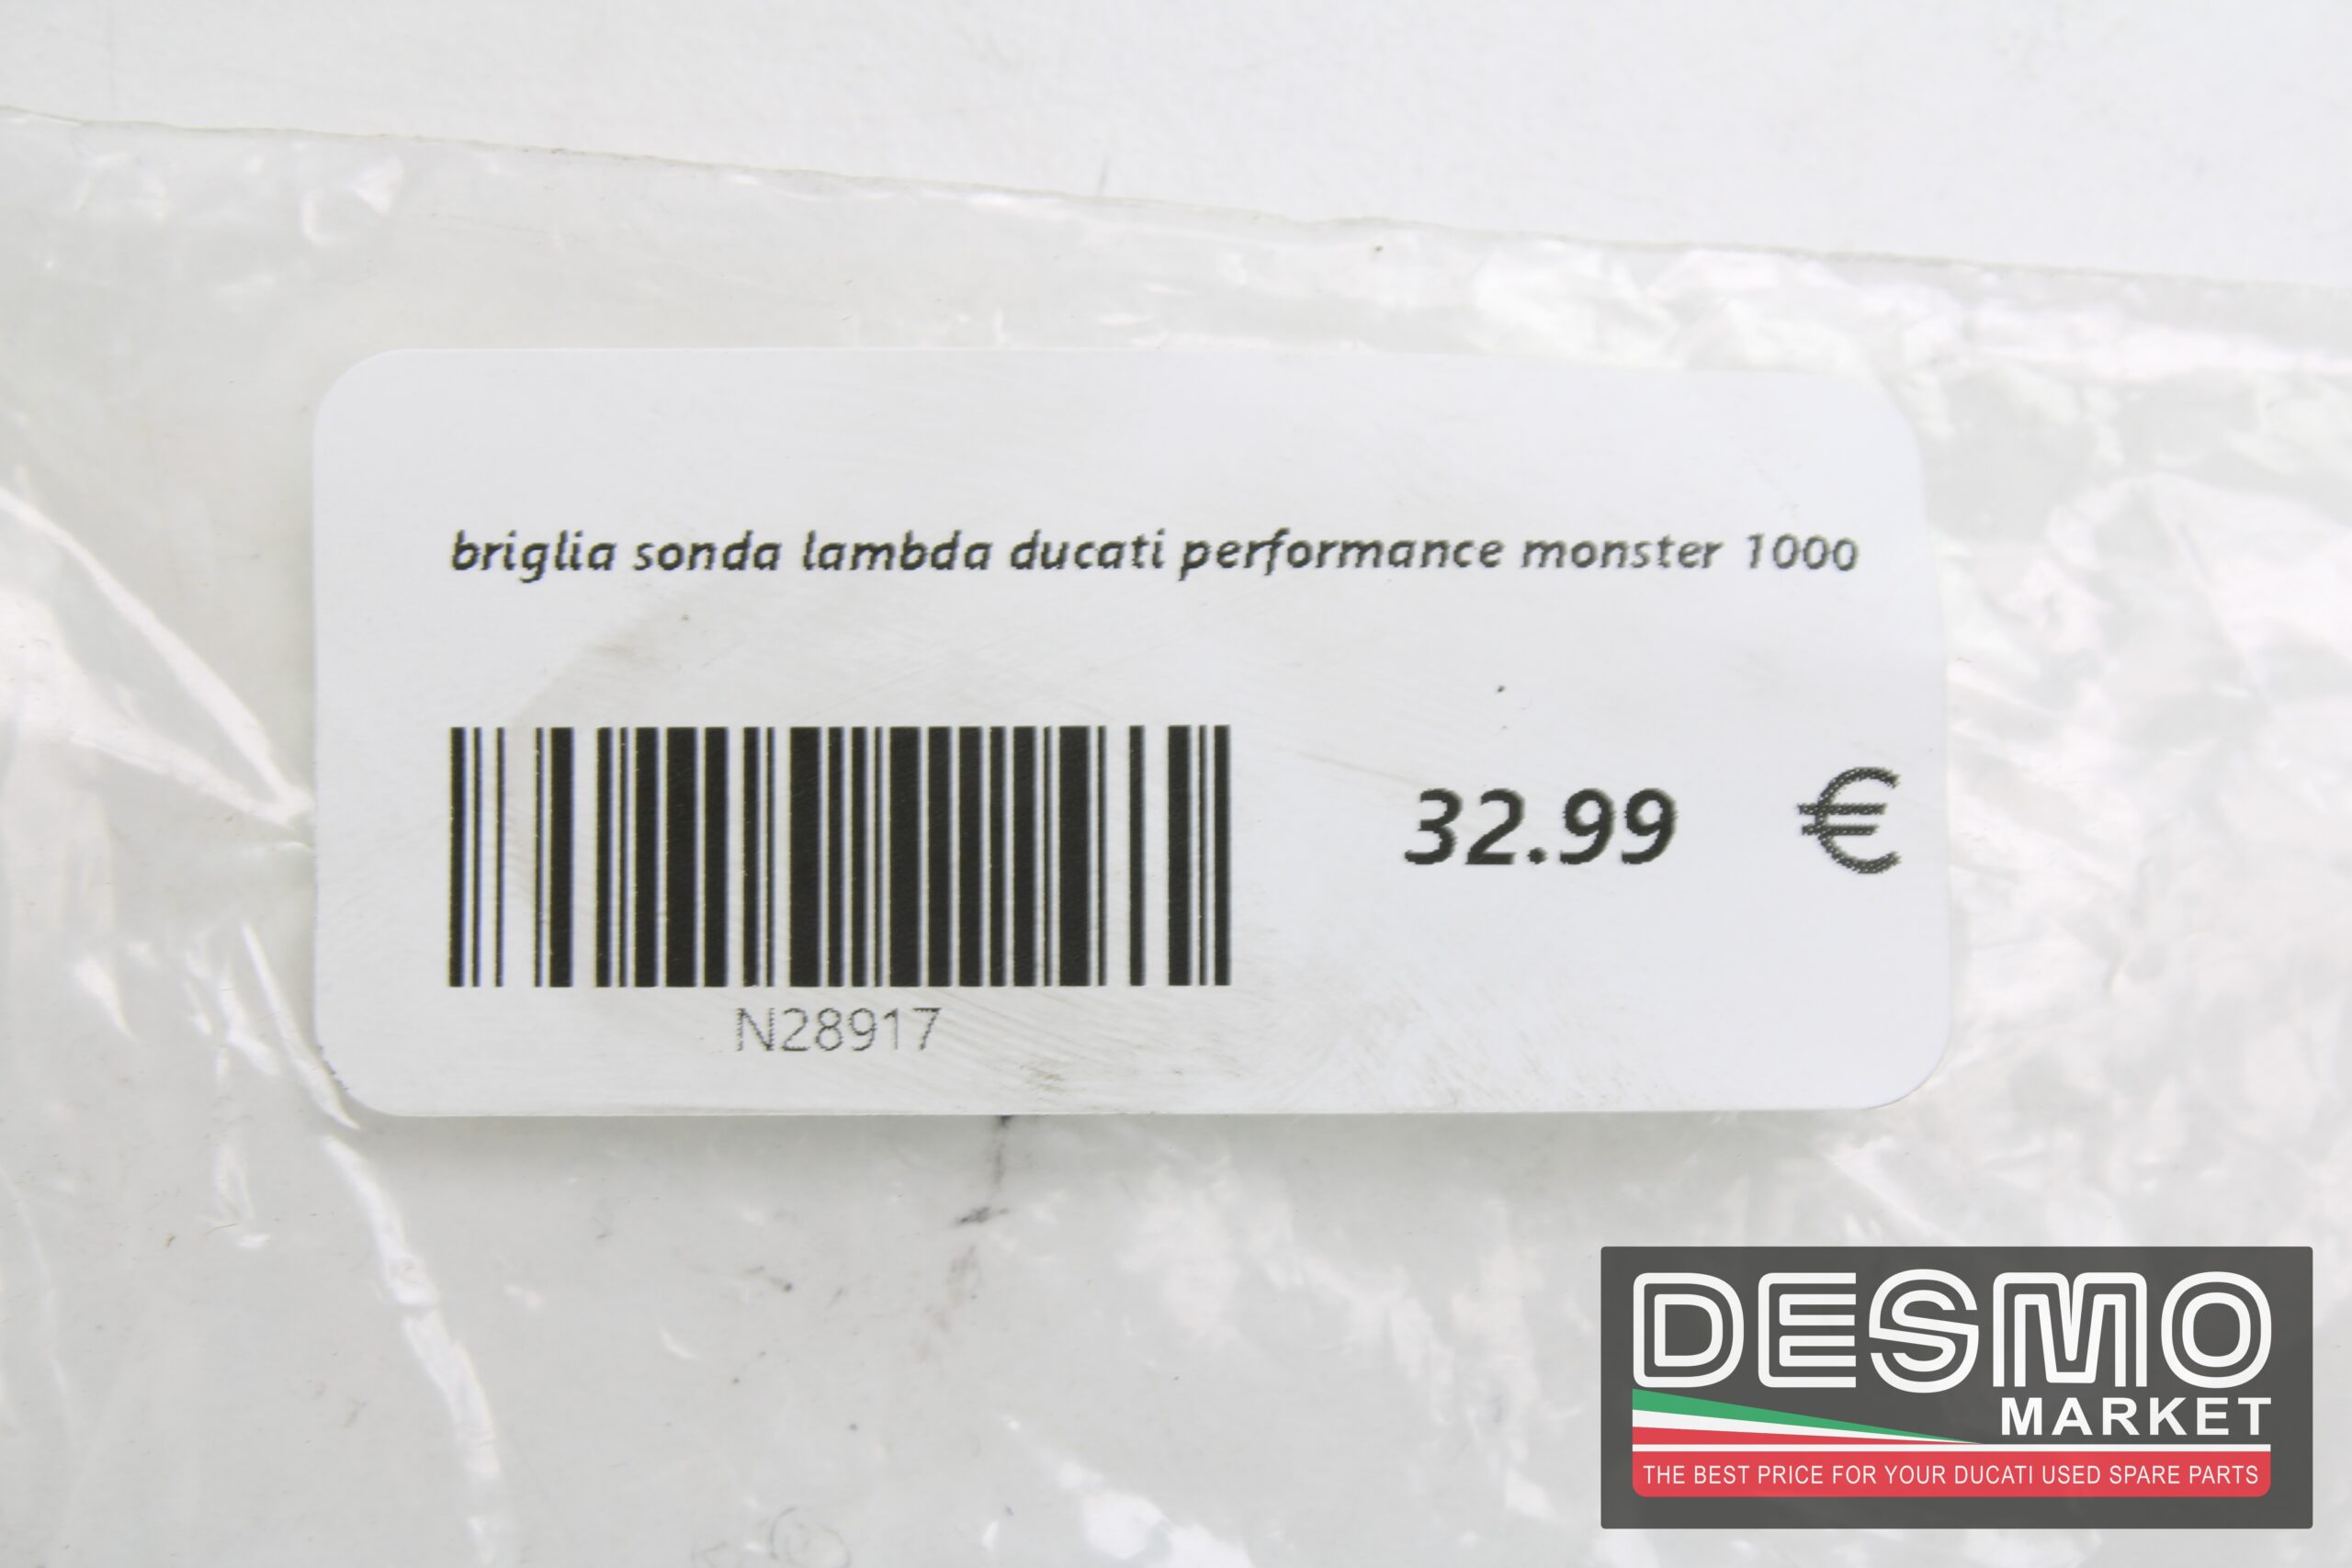 briglia sonda lambda ducati performance monster 1000
32.99 €
N28917
DESMO
MARKET
THE BEST PRICE FOR YOUR DUCATI USED SPARE PARTS